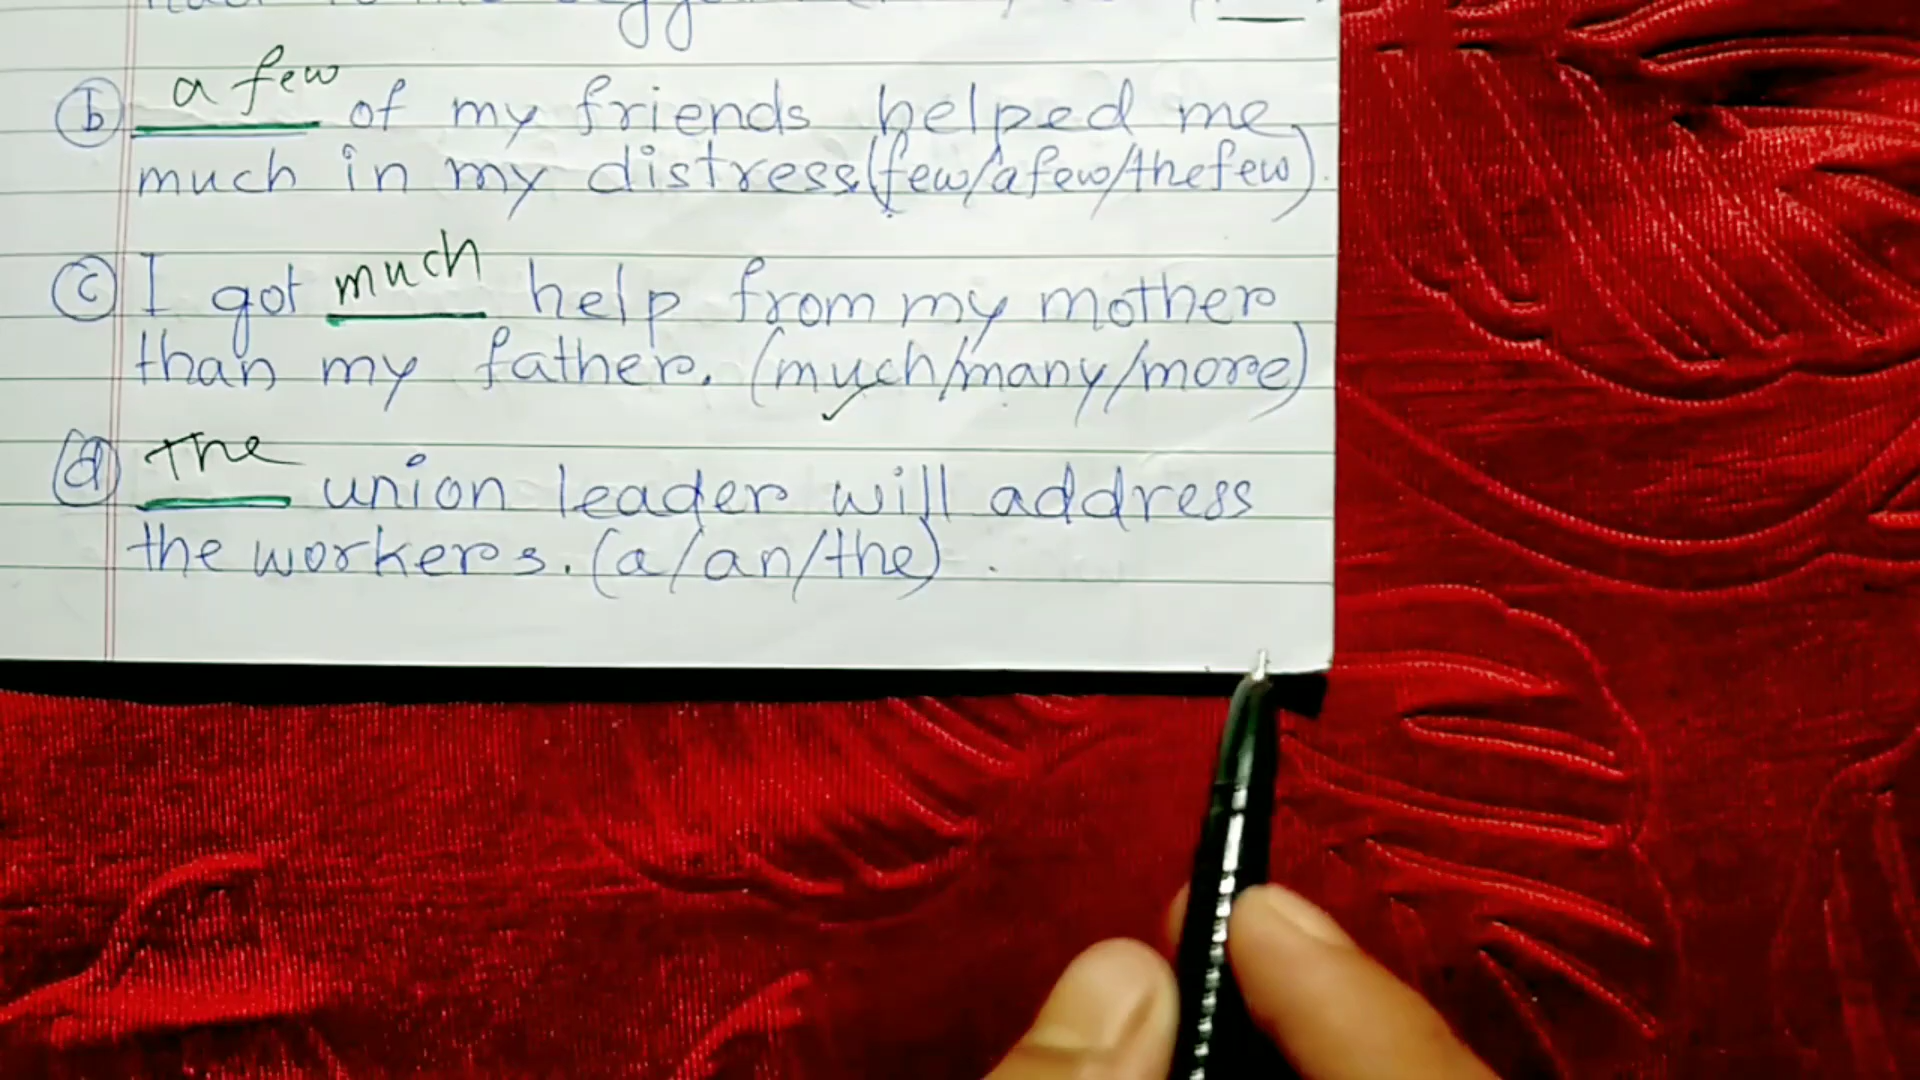 (b) a few of my friends helped me
much in my distress (few/a few/the few).
(c) I got much help from my mother
than my father. (much/many/more)
(d) The union leader will address
the workers. (a/an/the).